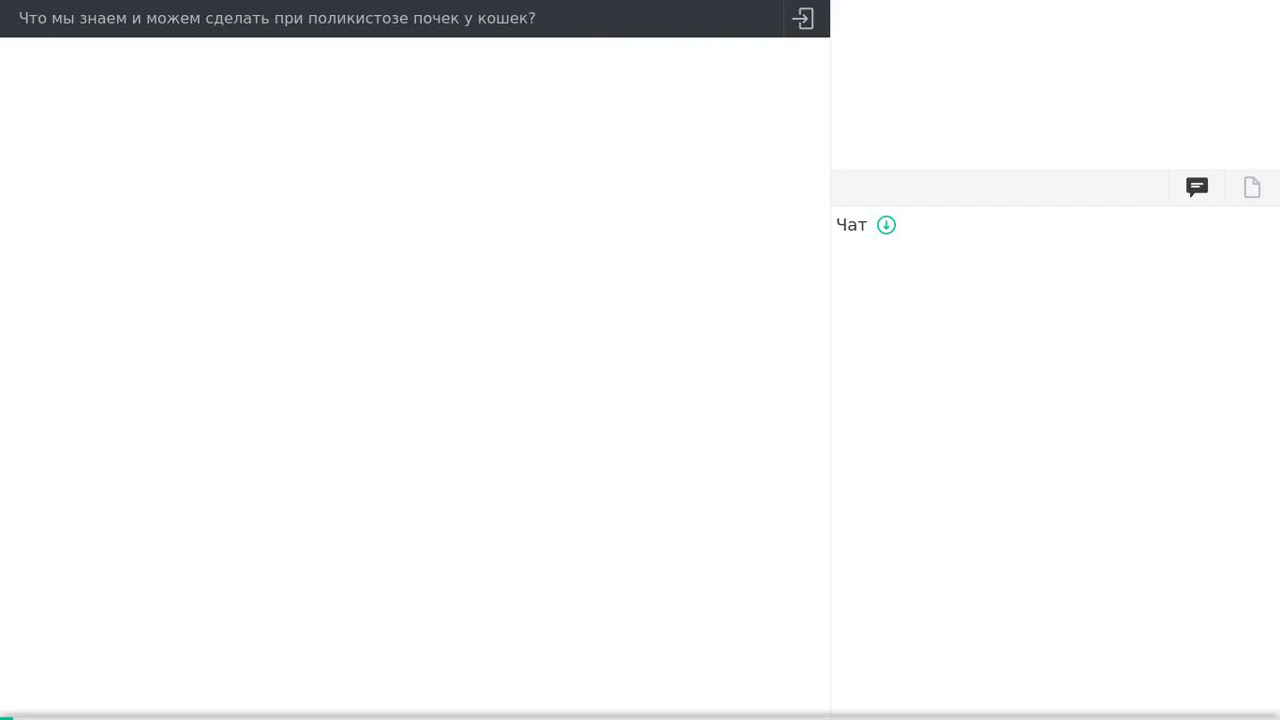 Что мы знаем и можем сделать при поликистозе почек у кошек?
Чат